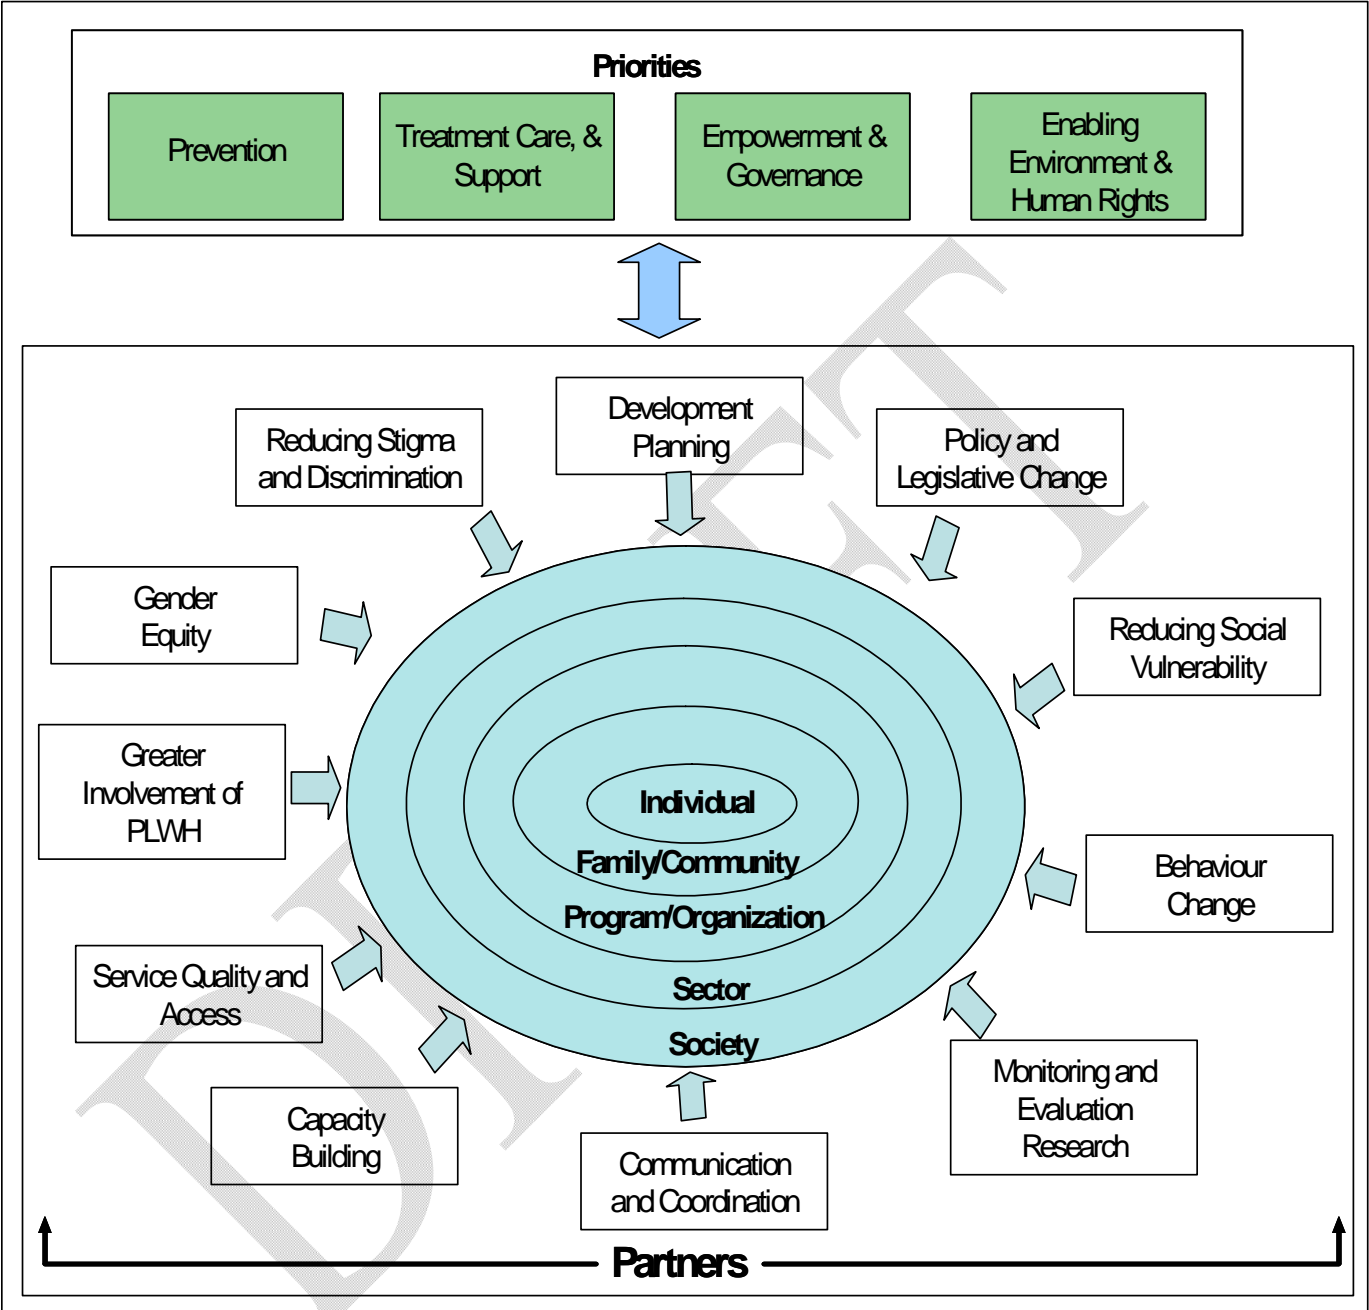 Priorities
Prevention
Treatment Care, &
Support
Empowerment &
Governance
Enabling
Environment &
Human Rights
Development
Planning
Reducing Stigma
and Discrimination
Policy and
Legislative Change
Gender
Equity
Reducing Social
Vulnerability
Greater
Involvement of
PLWH
Individual
Family/Community
Program/Organization
Sector
Society
Behaviour
Change
Service Quality and
Access
Monitoring and
Evaluation
Research
Capacity
Building
Communication
and Coordination
Partners
DRAFT